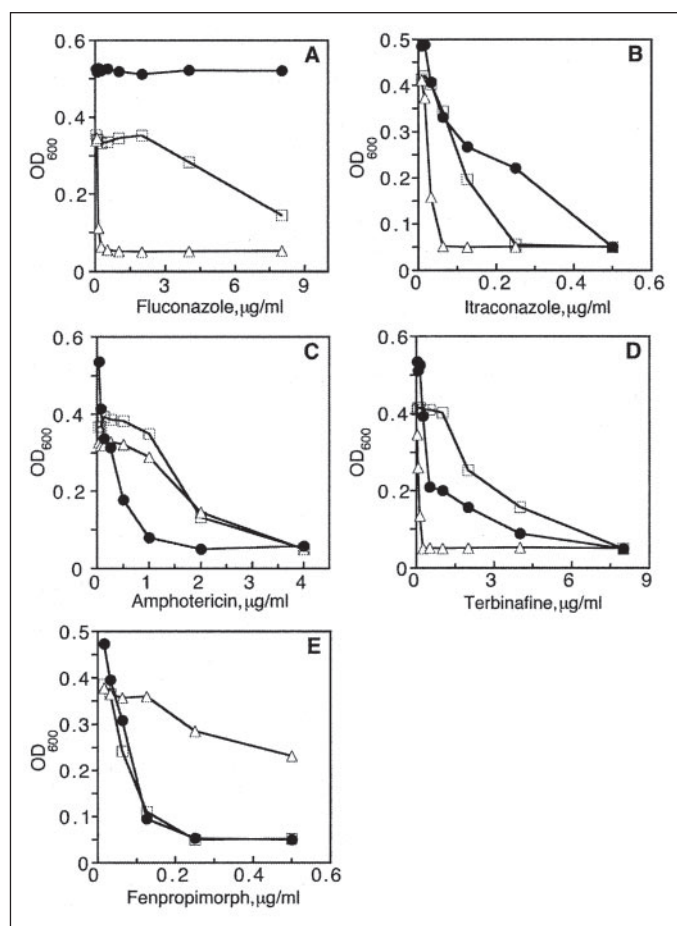 A
0.6
0.4
0.2
0
OD600
0 3 6 9
Fluconazole,µg/ml
B
0.5
0.4
0.3
0.2
0.1
0
OD600
0 0.2 0.4 0.6
Itraconazole,µg/ml
C
0.6
0.4
0.2
0
OD600
0 1 2 3 4
Amphotericin,µg/ml
D
0.6
0.4
0.2
0
OD600
0 3 6 9
Terbinafine,µg/ml
E
0.5
0.4
0.3
0.2
0.1
0
OD600
0 0.2 0.4 0.6
Fenpropimorph,µg/ml